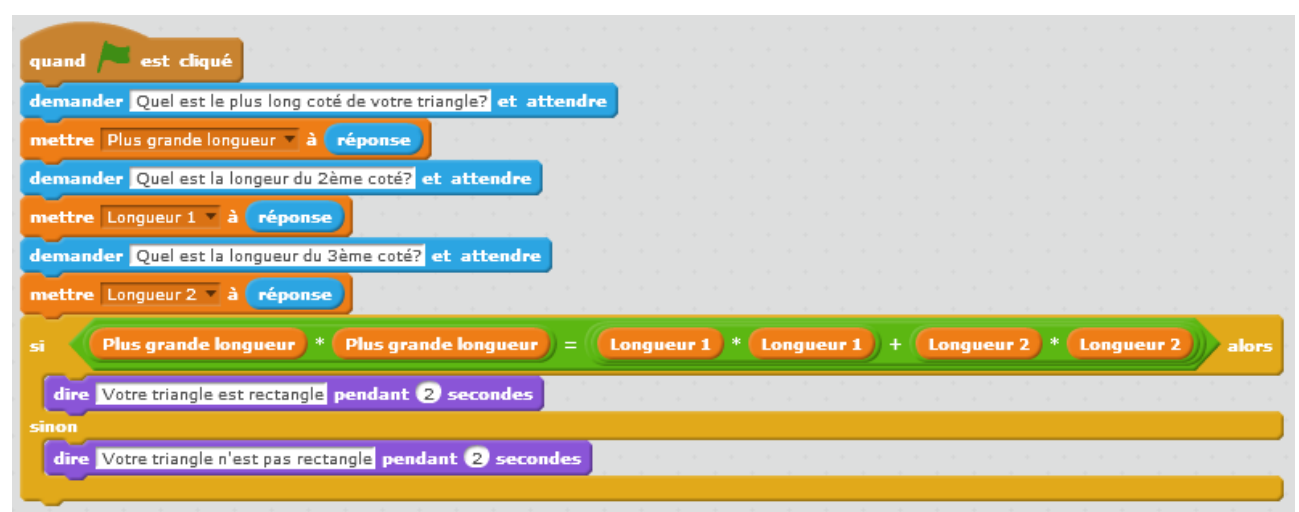 quand est cliqué
demander Quel est le plus long coté de votre triangle? et attendre
mettre Plus grande longueur à réponse
demander Quel est la longeur du 2ème coté? et attendre
mettre Longueur 1 à réponse
demander Quel est la longueur du 3ème coté? et attendre
mettre Longueur 2 à réponse
si Plus grande longueur * Plus grande longueur = Longueur 1 * Longueur 1 + Longueur 2 * Longueur 2 alors
dire Votre triangle est rectangle pendant 2 secondes
sinon
dire Votre triangle n'est pas rectangle pendant 2 secondes